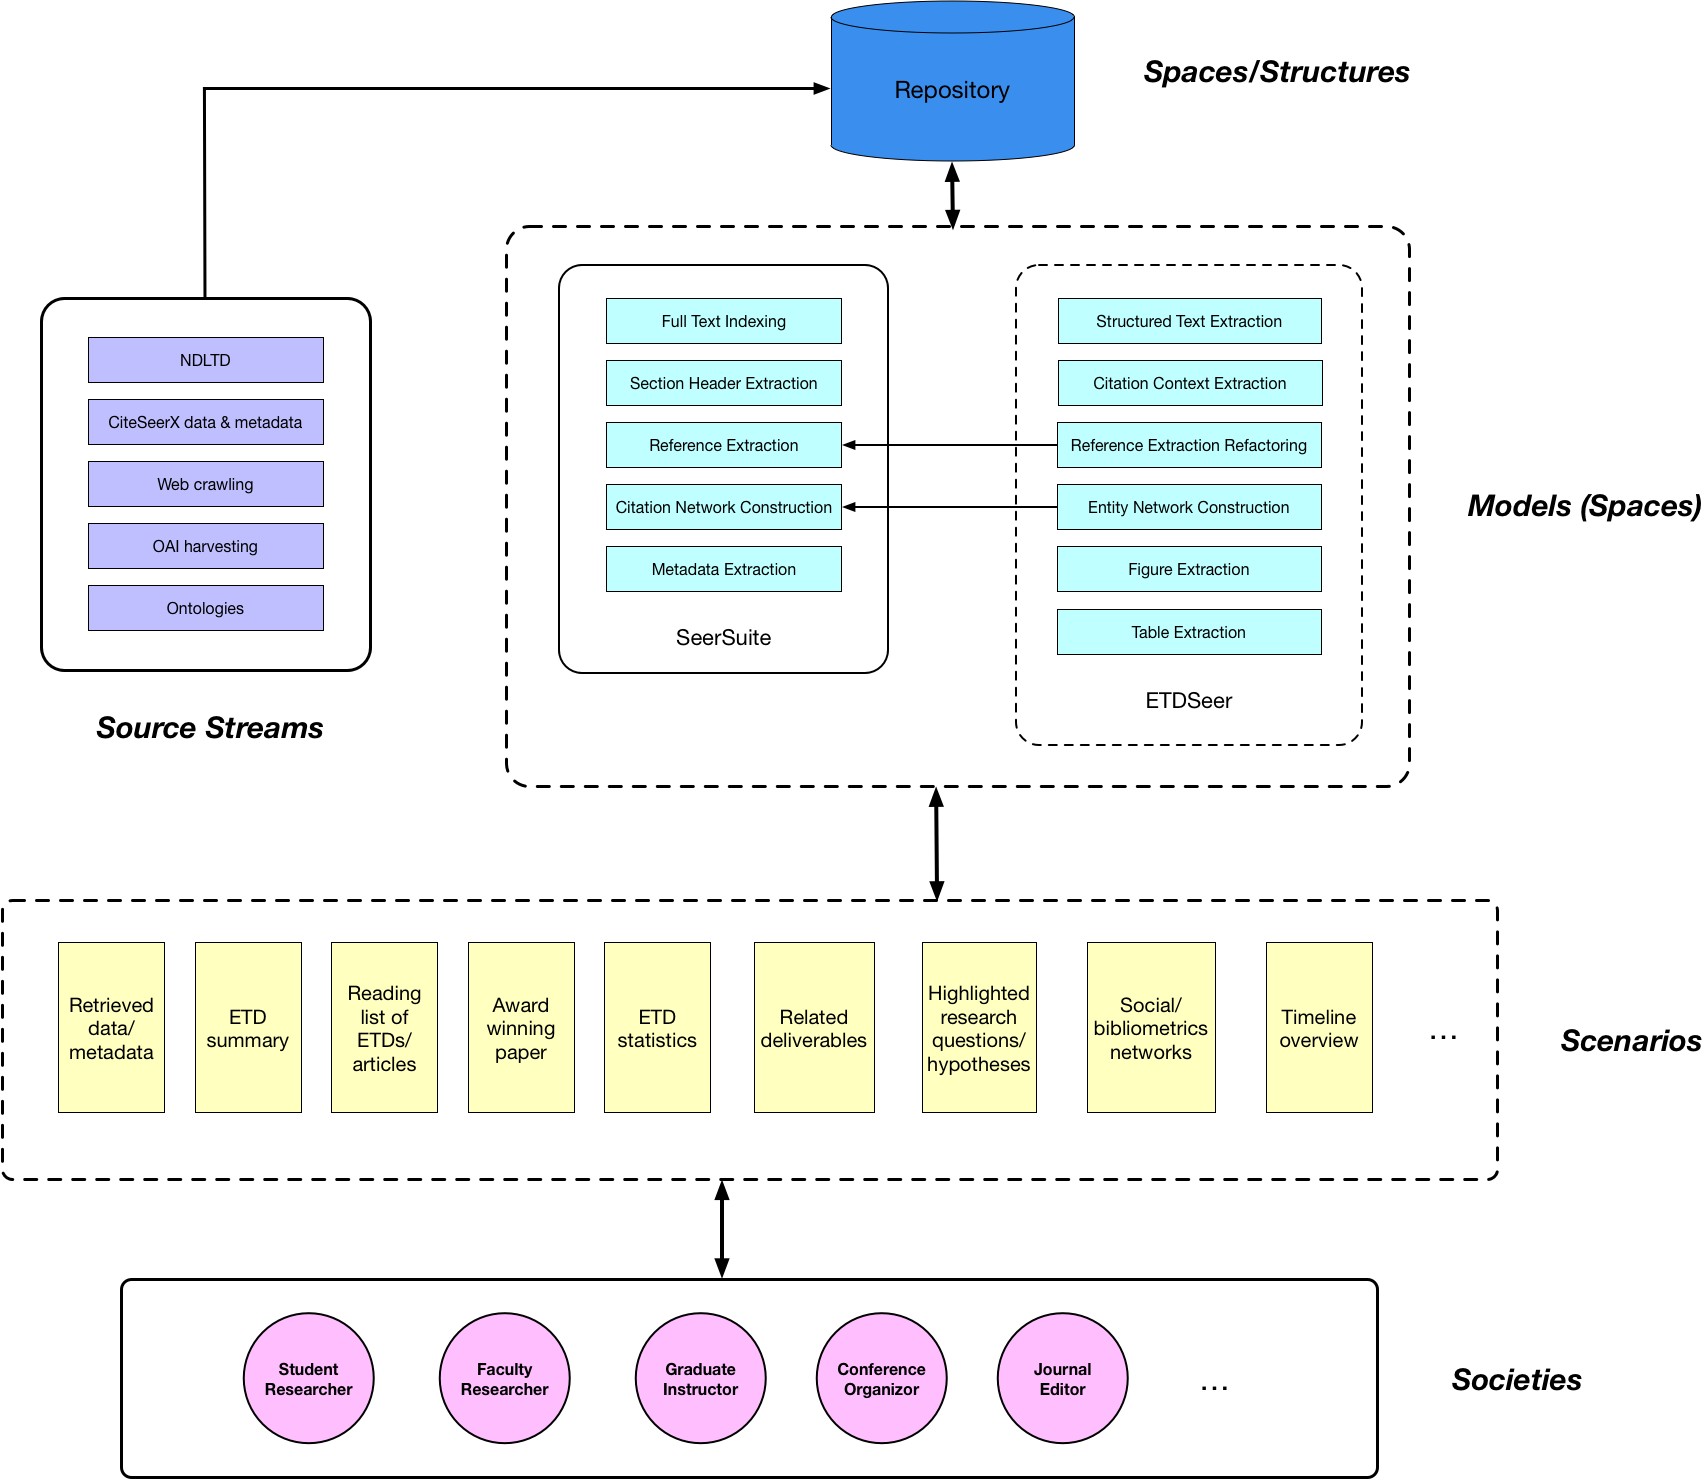 Repository
Spaces/Structures
NDLTD
CiteSeerX data & metadata
Web crawling
OAI harvesting
Ontologies
Source Streams
Full Text Indexing
Section Header Extraction
Reference Extraction
Citation Network Construction
Metadata Extraction
SeerSuite
Structured Text Extraction
Citation Context Extraction
Reference Extraction Refactoring
Entity Network Construction
Figure Extraction
Table Extraction
ETDSeer
Models (Spaces)
Retrieved
data/
metadata
ETD
summary
Reading
list of
ETDs/
articles
Award
winning
paper
ETD
statistics
Related
deliverables
Highlighted
research
questions/
hypotheses
Social/
bibliometrics
networks
Timeline
overview
...
Scenarios
Student
Researcher
Faculty
Researcher
Graduate
Instructor
Conference
Organizor
Journal
Editor
...
Societies